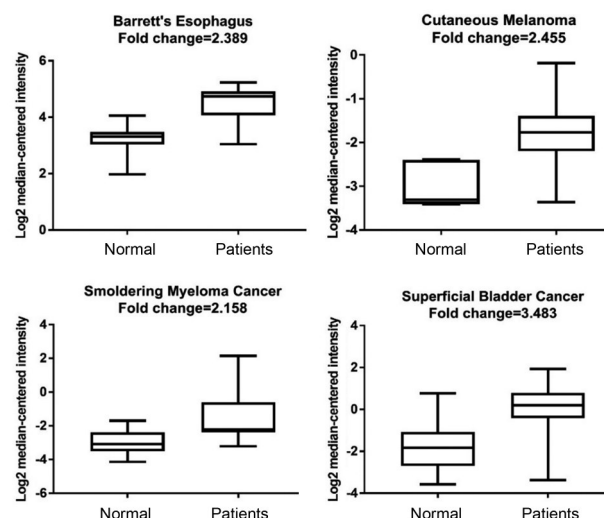 Barrett's Esophagus
Fold change=2.389
Log2 median-centered intensity
6
4
2
0
Normal Patients
Cutaneous Melanoma
Fold change=2.455
Log2 median-centered intensity
0
-1
-2
-3
-4
Normal Patients
Smoldering Myeloma Cancer
Fold change=2.158
Log2 median-centered intensity
4
2
0
-2
-4
-6
Normal Patients
Superficial Bladder Cancer
Fold change=3.483
Log2 median-centered intensity
4
2
0
-2
-4
Normal Patients